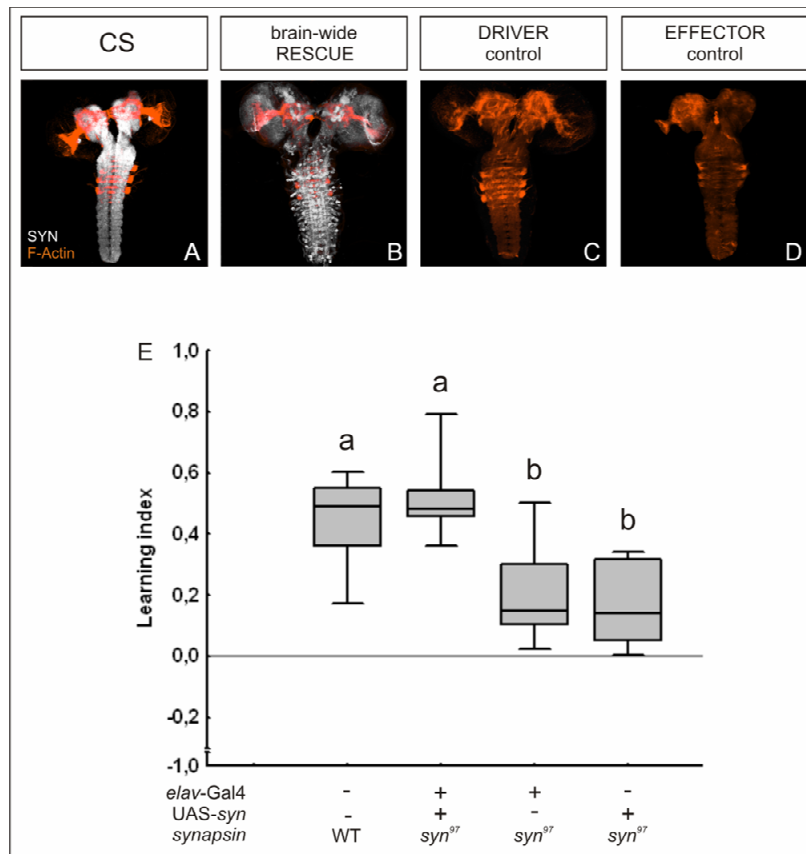 CS
brain-wide
RESCUE
DRIVER
control
EFFECTOR
control
SYN
F-Actin
A
B
C
D
E
1,0
0,8
0,6
0,4
0,2
0,0
-0,2
-1,0
Learning index
a
a
b
b
elav-Gal4 - + + -
UAS-syn - + - +
synapsin WT syn97 syn97 syn97